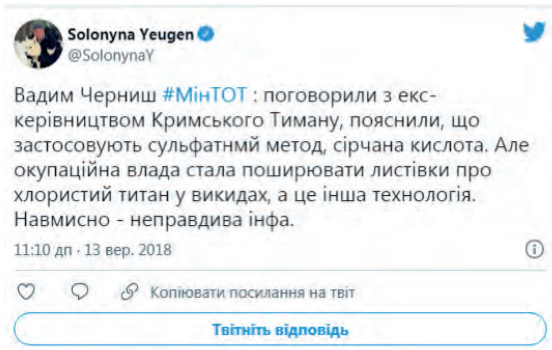 Solonyna Yeugen
@SolonynaY
Вадим Черниш #МінТОТ : поговорили з екс-
керівництвом Кримського Титану, пояснили, що
застосовують сульфатнмй метод, сірчана кислота. Але
окупаційна влада стала поширювати листівки про
хлористий титан у викидах, а це інша технологія.
Навмисно - неправдива інфа.
11:10 дп · 13 вер. 2018
Копіювати посилання на твіт
Твітніть відповідь